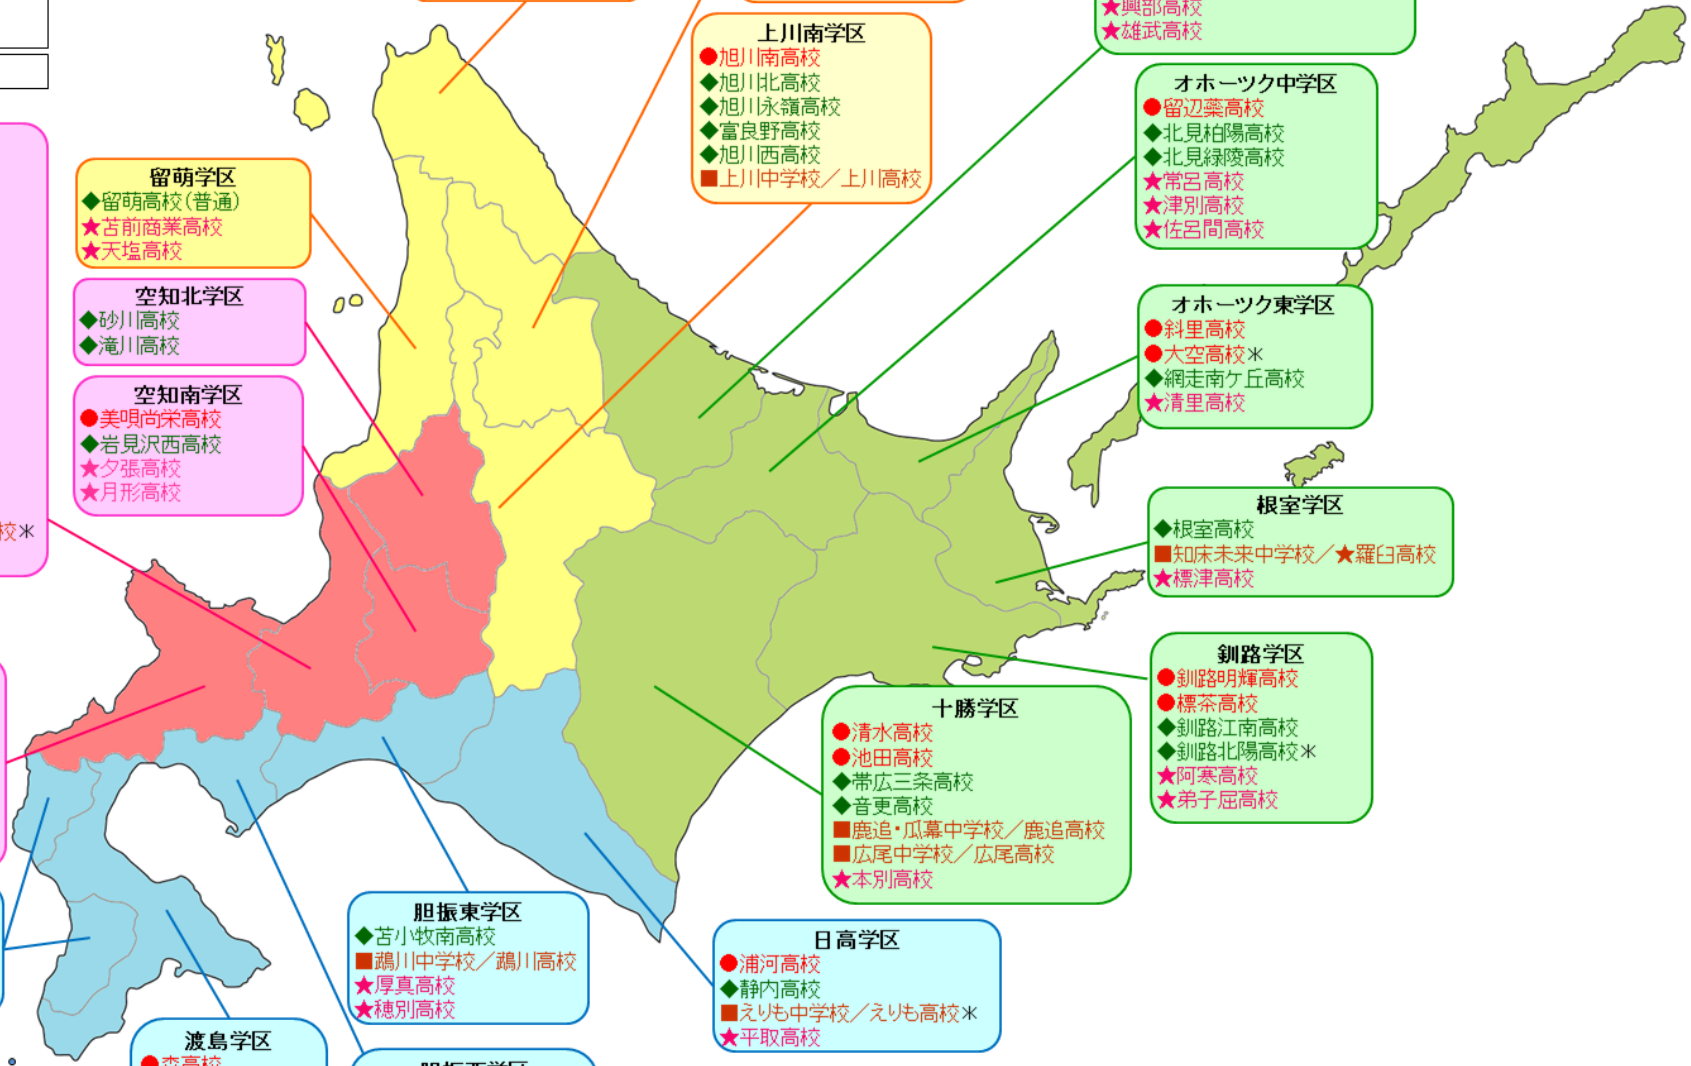 ★興部高校
★雄武高校
上川南学区
●旭川南高校
◆旭川北高校
◆旭川永嶺高校
◆富良野高校
◆旭川西高校
■上川中学校／上川高校
オホーツク中学区
●留辺蘂高校
◆北見柏陽高校
◆北見緑陵高校
★常呂高校
★津別高校
★佐呂間高校
留萌学区
◆留萌高校(普通)
★苫前商業高校
★天塩高校
空知北学区
◆砂川高校
◆滝川高校
オホーツク東学区
●斜里高校
●大空高校＊
◆網走南ケ丘高校
★清里高校
空知南学区
●美唄尚栄高校
◆岩見沢西高校
★夕張高校
★月形高校
校＊
根室学区
◆根室高校
■知床未来中学校／★羅臼高校
★標津高校
釧路学区
●釧路明輝高校
●標茶高校
◆釧路江南高校
◆釧路北陽高校＊
★阿寒高校
★弟子屈高校
十勝学区
●清水高校
●池田高校
◆帯広三条高校
◆音更高校
■鹿追・瓜幕中学校／鹿追高校
■広尾中学校／広尾高校
★本別高校
胆振東学区
◆苫小牧南高校
■鵡川中学校／鵡川高校
★厚真高校
★穂別高校
日高学区
●浦河高校
◆静内高校
■えりも中学校／えりも高校＊
★平取高校
渡島学区
●森高校
胆振西学区